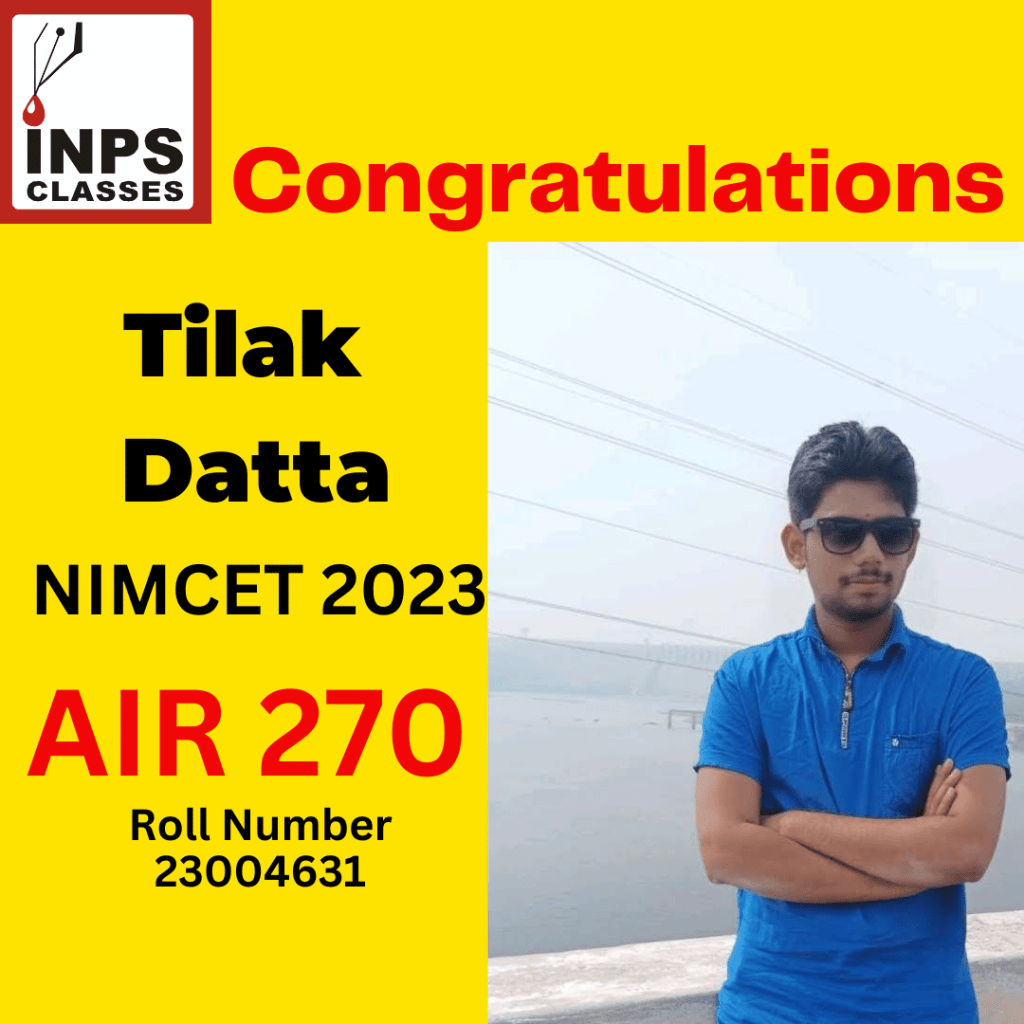 INPS
CLASSES
Congratulations
Tilak
Datta
NIMCET 2023
AIR 270
Roll Number
23004631